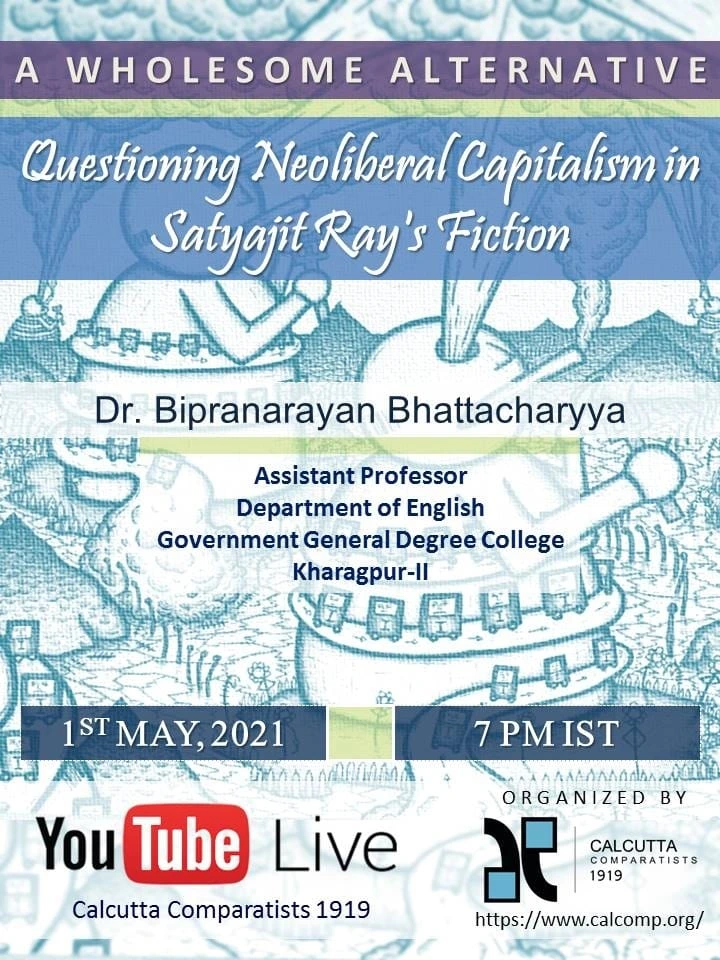 A WHOLESOME ALTERNATIVE
Questioning Neoliberal Capitalism in
Satyajit Ray's Fiction
Dr. Bipranarayan Bhattacharyya
Assistant Professor
Department of English
Government General Degree College
Kharagpur-II
1ST MAY, 2021
7 PM IST
YouTube Live
Calcutta Comparatists 1919
ORGANIZED BY
CALCUTTA
COMPARATISTS
1919
https://www.calcomp.org/